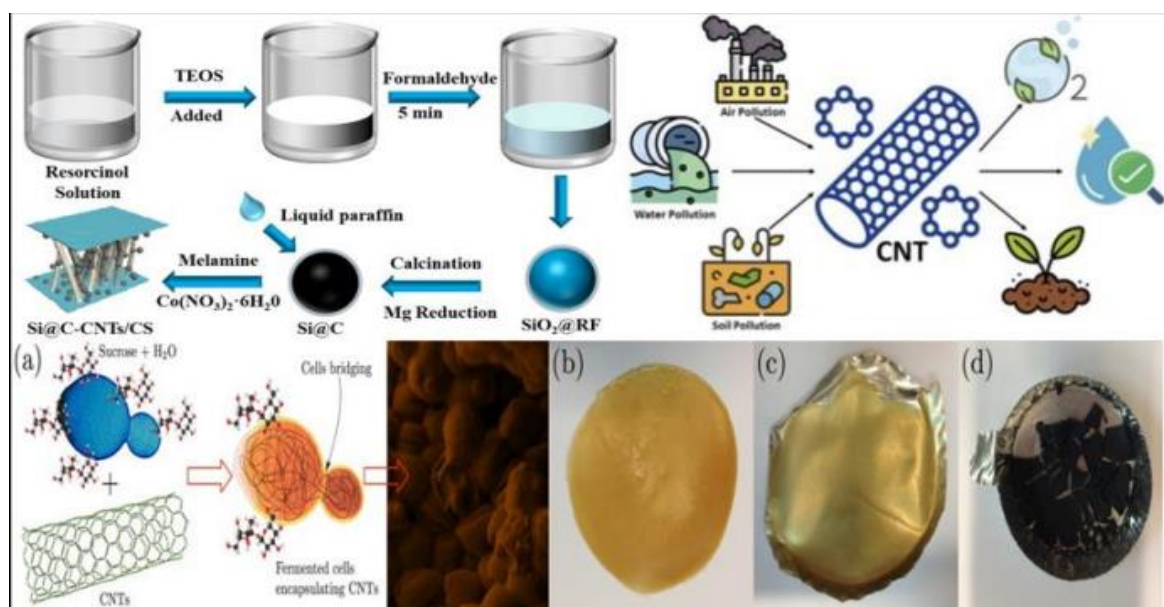 TEOS
Added
Formaldehyde
5 min
Resorcinol
Solution
Liquid paraffin
Melamine
Co(NO₃)₂·6H₂0
Calcination
Mg Reduction
Si@C-CNTs/CS
Si@C
SiO₂@RF
Air Pollution
Water Pollution
Soil Pollution
CNT
2
(a)
Sucrose + H₂O
+
CNTs
Cells bridging
Fermented cells
encapsulating CNTs
(b)
(c)
(d)